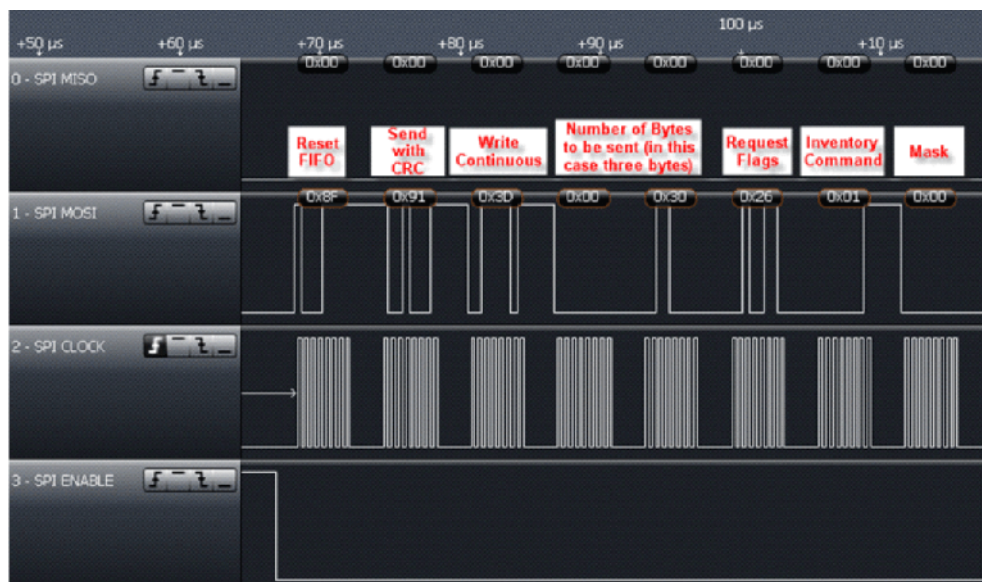 100 µs
+50 µs +60 µs +70 µs +80 µs +90 µs +10 µs
0x00 0x00 0x00 0x00 0x00 0x00 0x00 0x00
0 - SPI MISO
Reset
FIFO
Send
with
CRC
Write
Continuous
Number of Bytes
to be sent (in this
case three bytes)
Request
Flags
Inventory
Command
Mask
0x8F 0x91 0x3D 0x00 0x30 0x26 0x01 0x00
1 - SPI MOSI
2 - SPI CLOCK
3 - SPI ENABLE